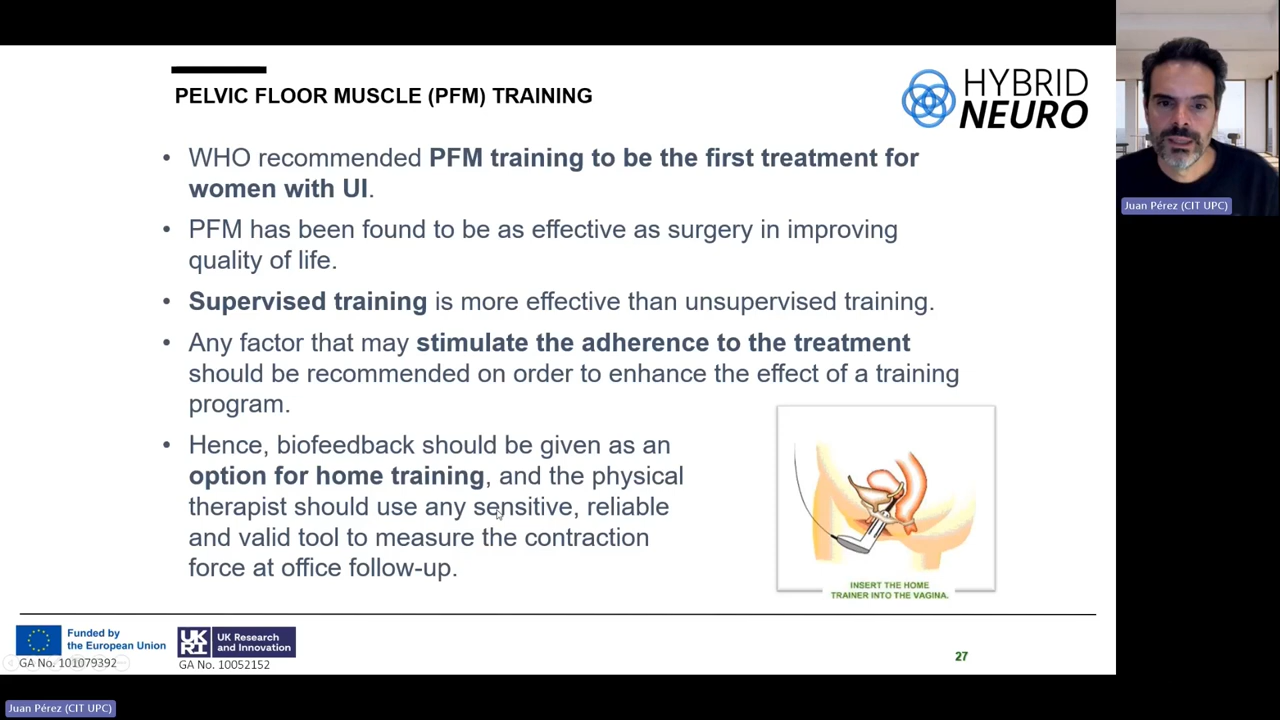 PELVIC FLOOR MUSCLE (PFM) TRAINING
HYBRID
NEURO
• WHO recommended PFM training to be the first treatment for
women with UI.
• PFM has been found to be as effective as surgery in improving
quality of life.
• Supervised training is more effective than unsupervised training.
• Any factor that may stimulate the adherence to the treatment
should be recommended on order to enhance the effect of a training
program.
• Hence, biofeedback should be given as an
option for home training, and the physical
therapist should use any sensitive, reliable
and valid tool to measure the contraction
force at office follow-up.
INSERT THE HOME
TRAINER INTO THE VAGINA.
Funded by
the European Union
GA No. 101079392
UKRI
UK Research
and Innovation
GA No. 10052152
27
Juan Pérez (CIT UPC)
Juan Pérez (CIT UPC)